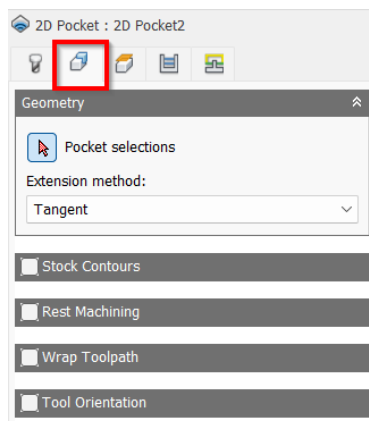 2D Pocket : 2D Pocket2
Geometry
Pocket selections
Extension method:
Tangent
Stock Contours
Rest Machining
Wrap Toolpath
Tool Orientation